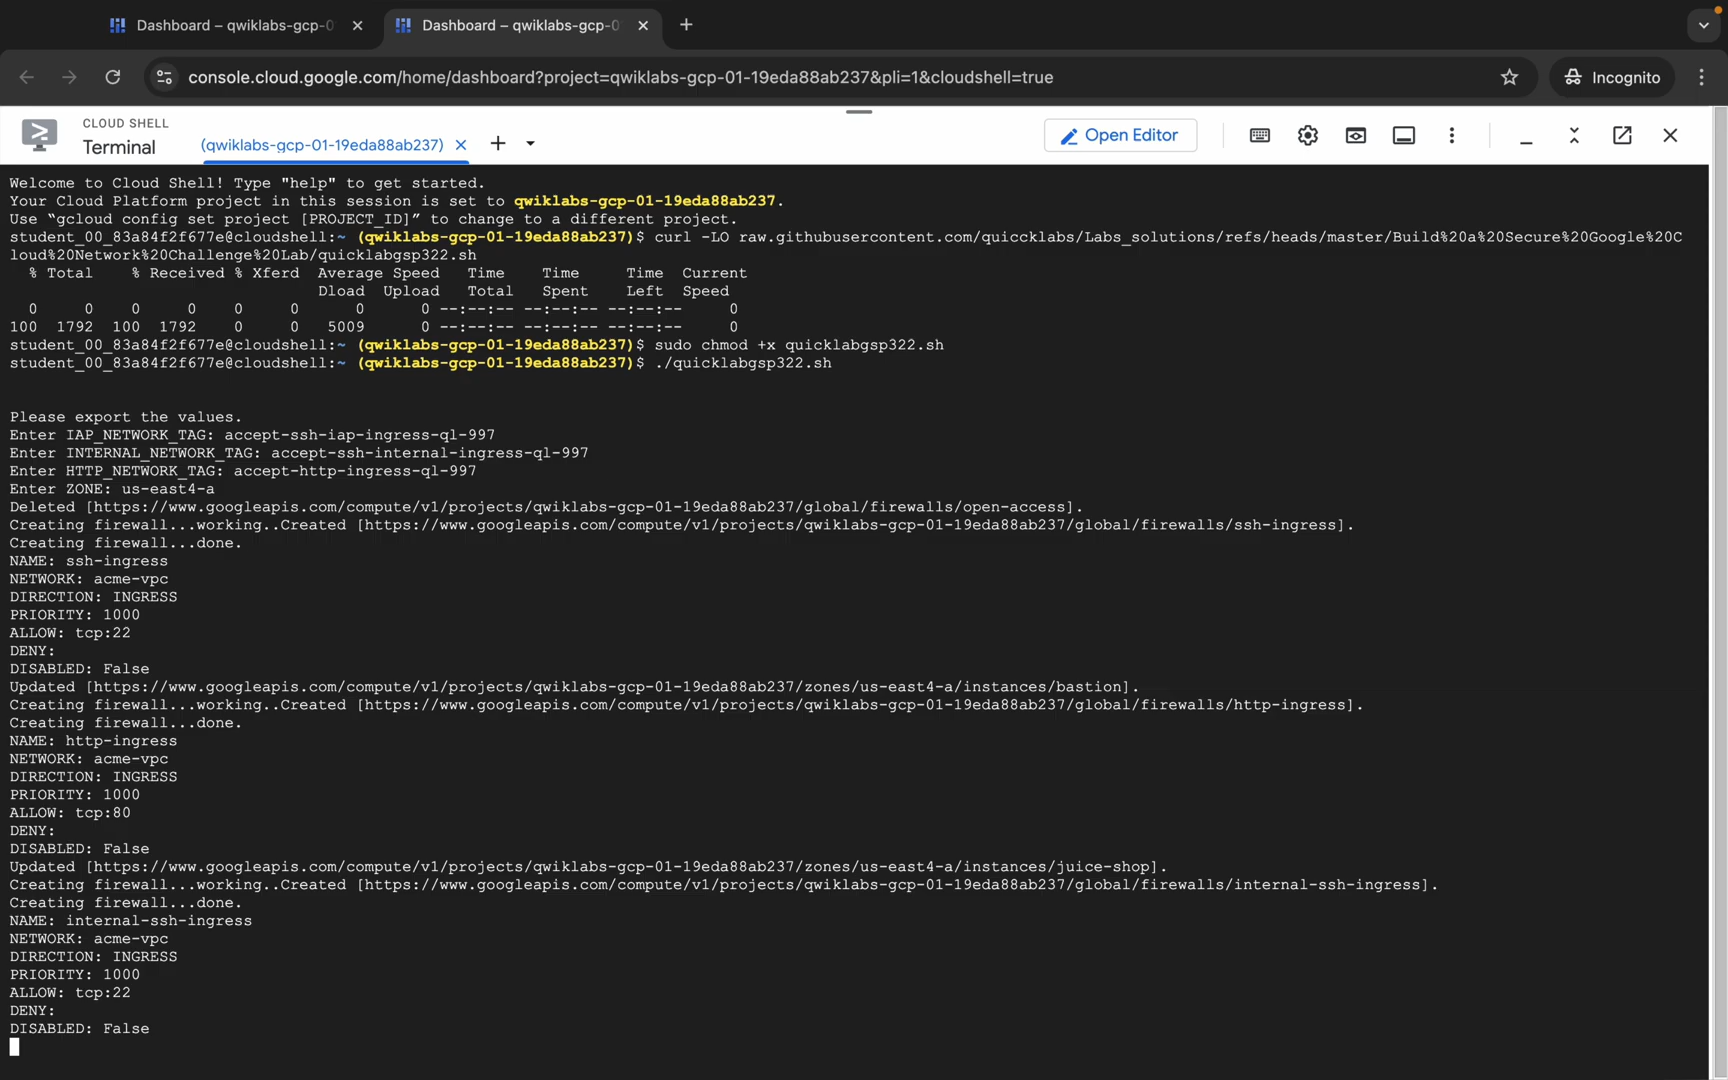 Dashboard – qwiklabs-gcp-0
Dashboard – qwiklabs-gcp-0
console.cloud.google.com/home/dashboard?project=qwiklabs-gcp-01-19eda88ab237&pli=1&cloudshell=true
Incognito
CLOUD SHELL
Terminal
(qwiklabs-gcp-01-19eda88ab237)
Open Editor
Welcome to Cloud Shell! Type "help" to get started.
Your Cloud Platform project in this session is set to qwiklabs-gcp-01-19eda88ab237.
Use “gcloud config set project [PROJECT_ID]” to change to a different project.
student_00_83a84f2f677e@cloudshell:~ (qwiklabs-gcp-01-19eda88ab237)$ curl -LO raw.githubusercontent.com/quiccklabs/Labs_solutions/refs/heads/master/Build%20a%20Secure%20Google%20C
loud%20Network%20Challenge%20Lab/quicklabgsp322.sh
% Total % Received % Xferd Average Speed Time Time Time Current
Dload Upload Total Spent Left Speed
0 0 0 0 0 0 0 0 --:--:-- --:--:-- --:--:-- 0
100 1792 100 1792 0 0 5009 0 --:--:-- --:--:-- --:--:-- 0
student_00_83a84f2f677e@cloudshell:~ (qwiklabs-gcp-01-19eda88ab237)$ sudo chmod +x quicklabgsp322.sh
student_00_83a84f2f677e@cloudshell:~ (qwiklabs-gcp-01-19eda88ab237)$ ./quicklabgsp322.sh
Please export the values.
Enter IAP_NETWORK_TAG: accept-ssh-iap-ingress-ql-997
Enter INTERNAL_NETWORK_TAG: accept-ssh-internal-ingress-ql-997
Enter HTTP_NETWORK_TAG: accept-http-ingress-ql-997
Enter ZONE: us-east4-a
Deleted [https://www.googleapis.com/compute/v1/projects/qwiklabs-gcp-01-19eda88ab237/global/firewalls/open-access].
Creating firewall...working..Created [https://www.googleapis.com/compute/v1/projects/qwiklabs-gcp-01-19eda88ab237/global/firewalls/ssh-ingress].
Creating firewall...done.
NAME: ssh-ingress
NETWORK: acme-vpc
DIRECTION: INGRESS
PRIORITY: 1000
ALLOW: tcp:22
DENY:
DISABLED: False
Updated [https://www.googleapis.com/compute/v1/projects/qwiklabs-gcp-01-19eda88ab237/zones/us-east4-a/instances/bastion].
Creating firewall...working..Created [https://www.googleapis.com/compute/v1/projects/qwiklabs-gcp-01-19eda88ab237/global/firewalls/http-ingress].
Creating firewall...done.
NAME: http-ingress
NETWORK: acme-vpc
DIRECTION: INGRESS
PRIORITY: 1000
ALLOW: tcp:80
DENY:
DISABLED: False
Updated [https://www.googleapis.com/compute/v1/projects/qwiklabs-gcp-01-19eda88ab237/zones/us-east4-a/instances/juice-shop].
Creating firewall...working..Created [https://www.googleapis.com/compute/v1/projects/qwiklabs-gcp-01-19eda88ab237/global/firewalls/internal-ssh-ingress].
Creating firewall...done.
NAME: internal-ssh-ingress
NETWORK: acme-vpc
DIRECTION: INGRESS
PRIORITY: 1000
ALLOW: tcp:22
DENY:
DISABLED: False